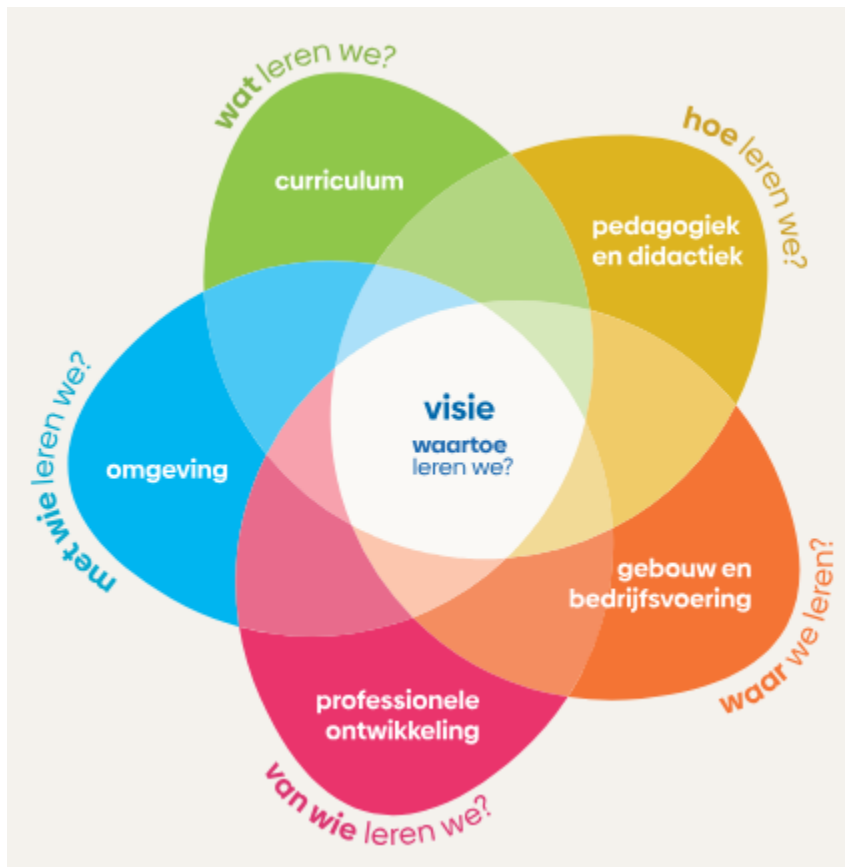 wat leren we?
curriculum
hoe leren we?
pedagogiek
en didactiek
met wie leren we?
omgeving
visie
waartoe
leren we?
gebouw en
bedrijfsvoering
waar we leren?
professionele
ontwikkeling
van wie leren we?